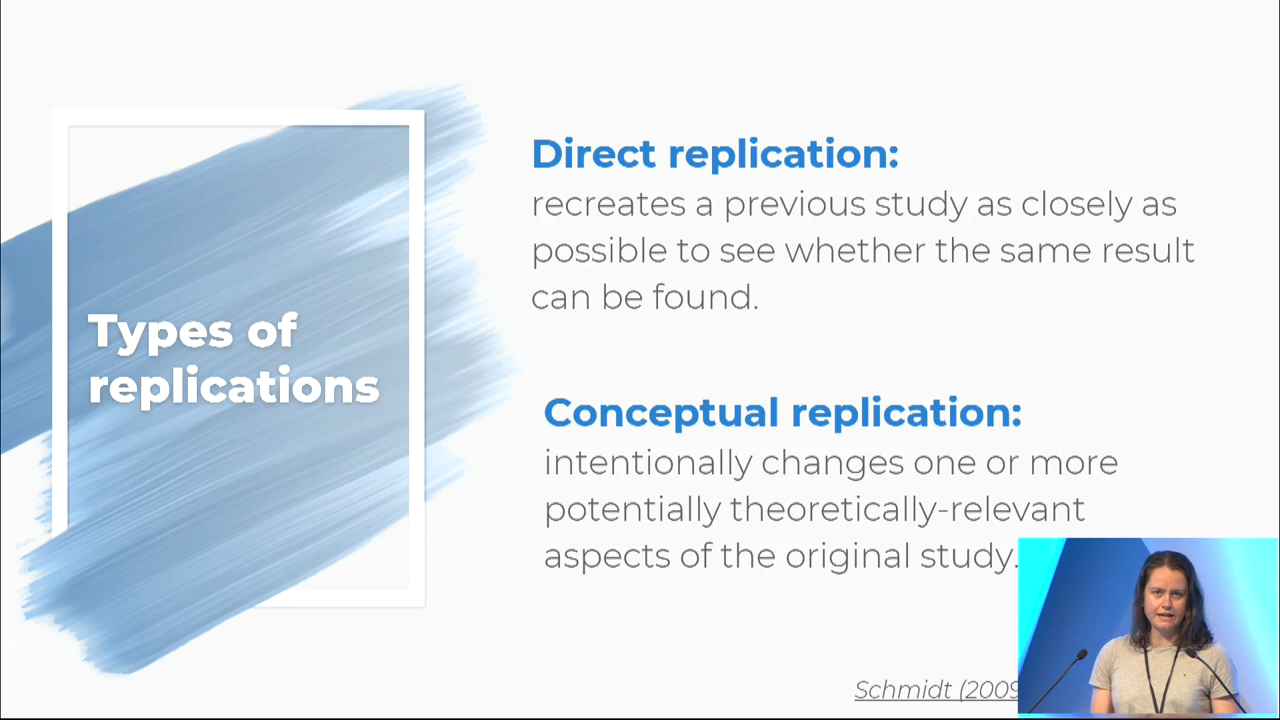 Types of
replications
Direct replication:
recreates a previous study as closely as
possible to see whether the same result
can be found.
Conceptual replication:
intentionally changes one or more
potentially theoretically-relevant
aspects of the original study.
Schmidt (2009